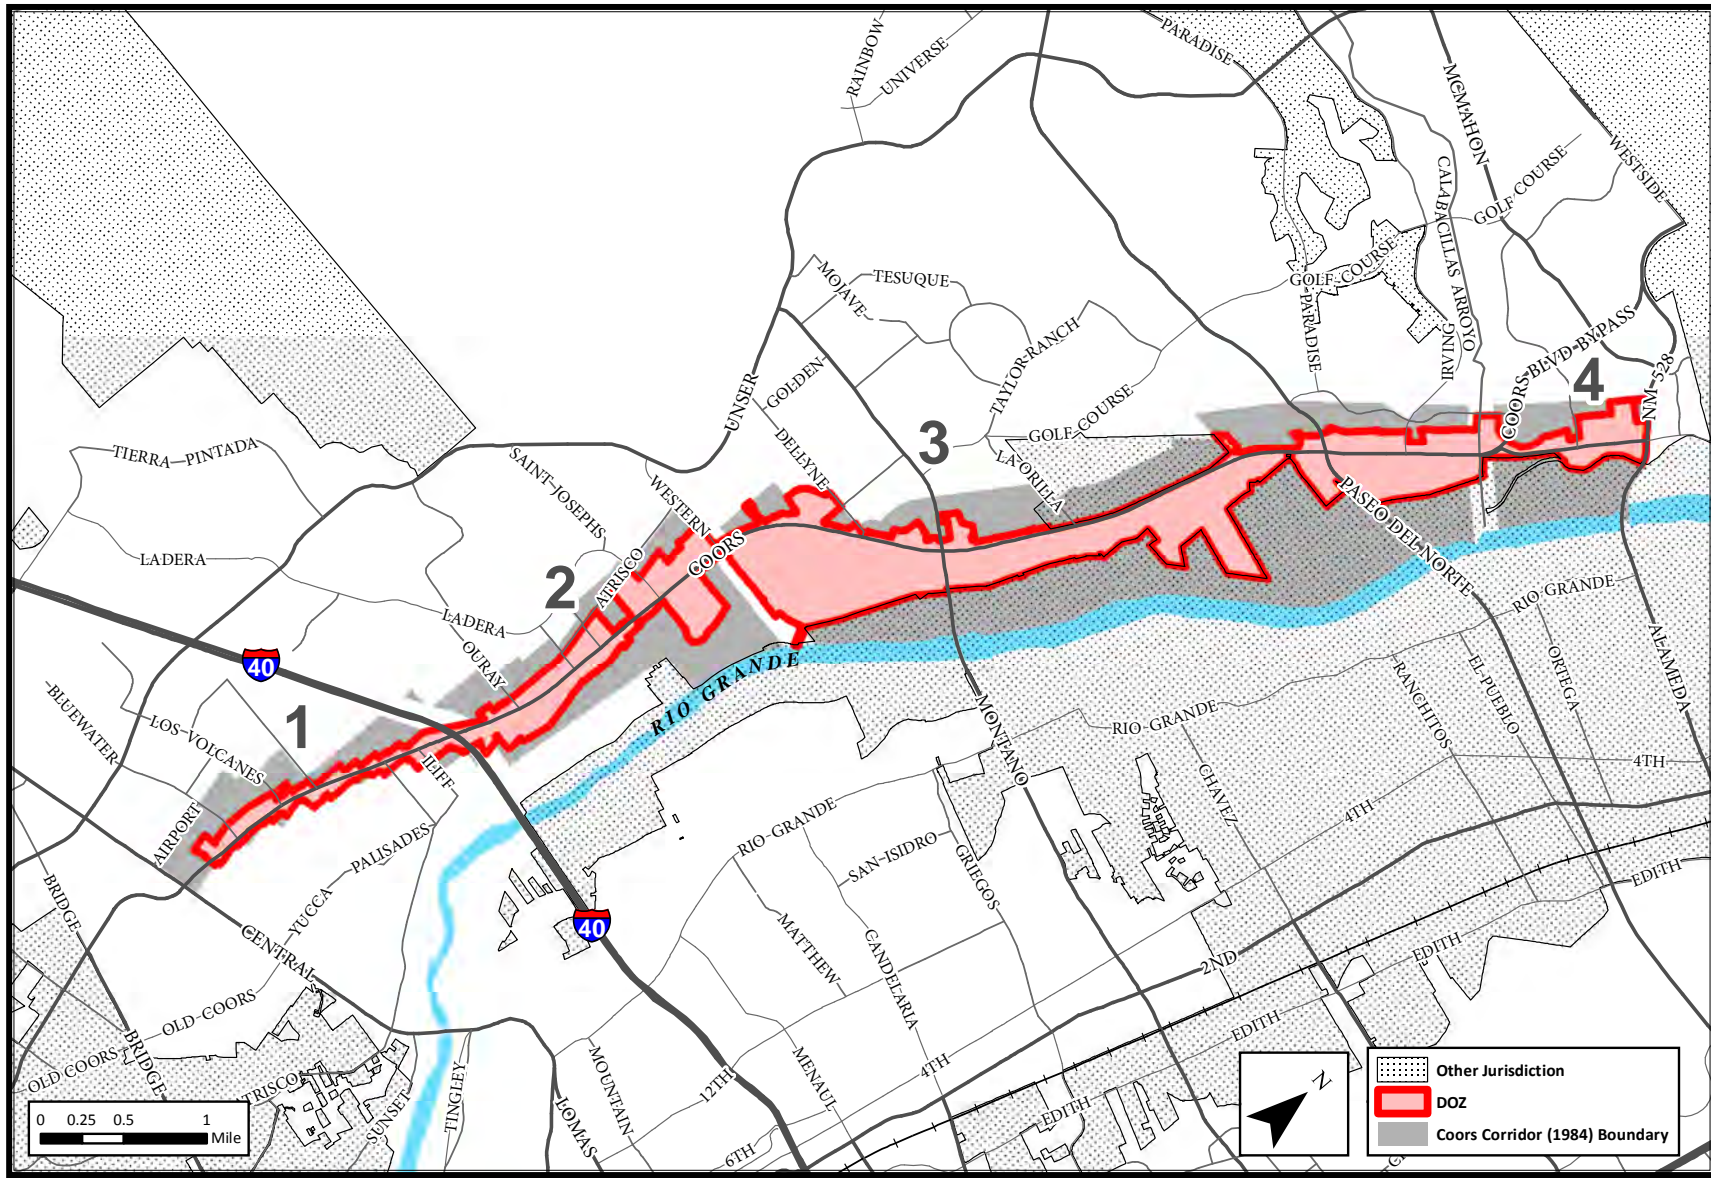 PARADISE
RAINBOW
UNIVERSE
MCMAHON
WESTSIDE
CALABACILLAS ARROYO
GOLF COURSE
GOLF COURSE
PARADISE
IRVING
COORS BLVD BYPASS
4
NM 528
MOJAVE
TESUQUE
TAYLOR RANCH
GOLDEN
UNSER
DELLYNE
3
GOLF COURSE
LA ORILLA
TIERRA PINTADA
SAINT JOSEPHS
WESTERN
COORS
PASEO DEL NORTE
LADERA
2
ATRISCO
LADERA
OURAY
RIO GRANDE
ALAMEDA
40
RIO GRANDE
BLUEWATER
LOS VOLCANES
1
ILIFF
MONTANO
RIO GRANDE
RANCHITOS
EL PUEBLO
ORTEGA
4TH
CHAVEZ
4TH
AIRPORT
PALISADES
YUCCA
RIO GRANDE
SAN ISIDRO
GRIEGOS
EDITH
BRIDGE
CENTRAL
40
MATTHEW
CANDELARIA
2ND
EDITH
OLD COORS
OLD COORS
BRIDGE
EDITH
TRISCO
SUNSET
TINGLEY
LOMAS
MOUNTAIN
12TH
MENAUL
4TH
EDITH
6TH
N
0 0.25 0.5 1
Mile
Other Jurisdiction
DOZ
Coors Corridor (1984) Boundary